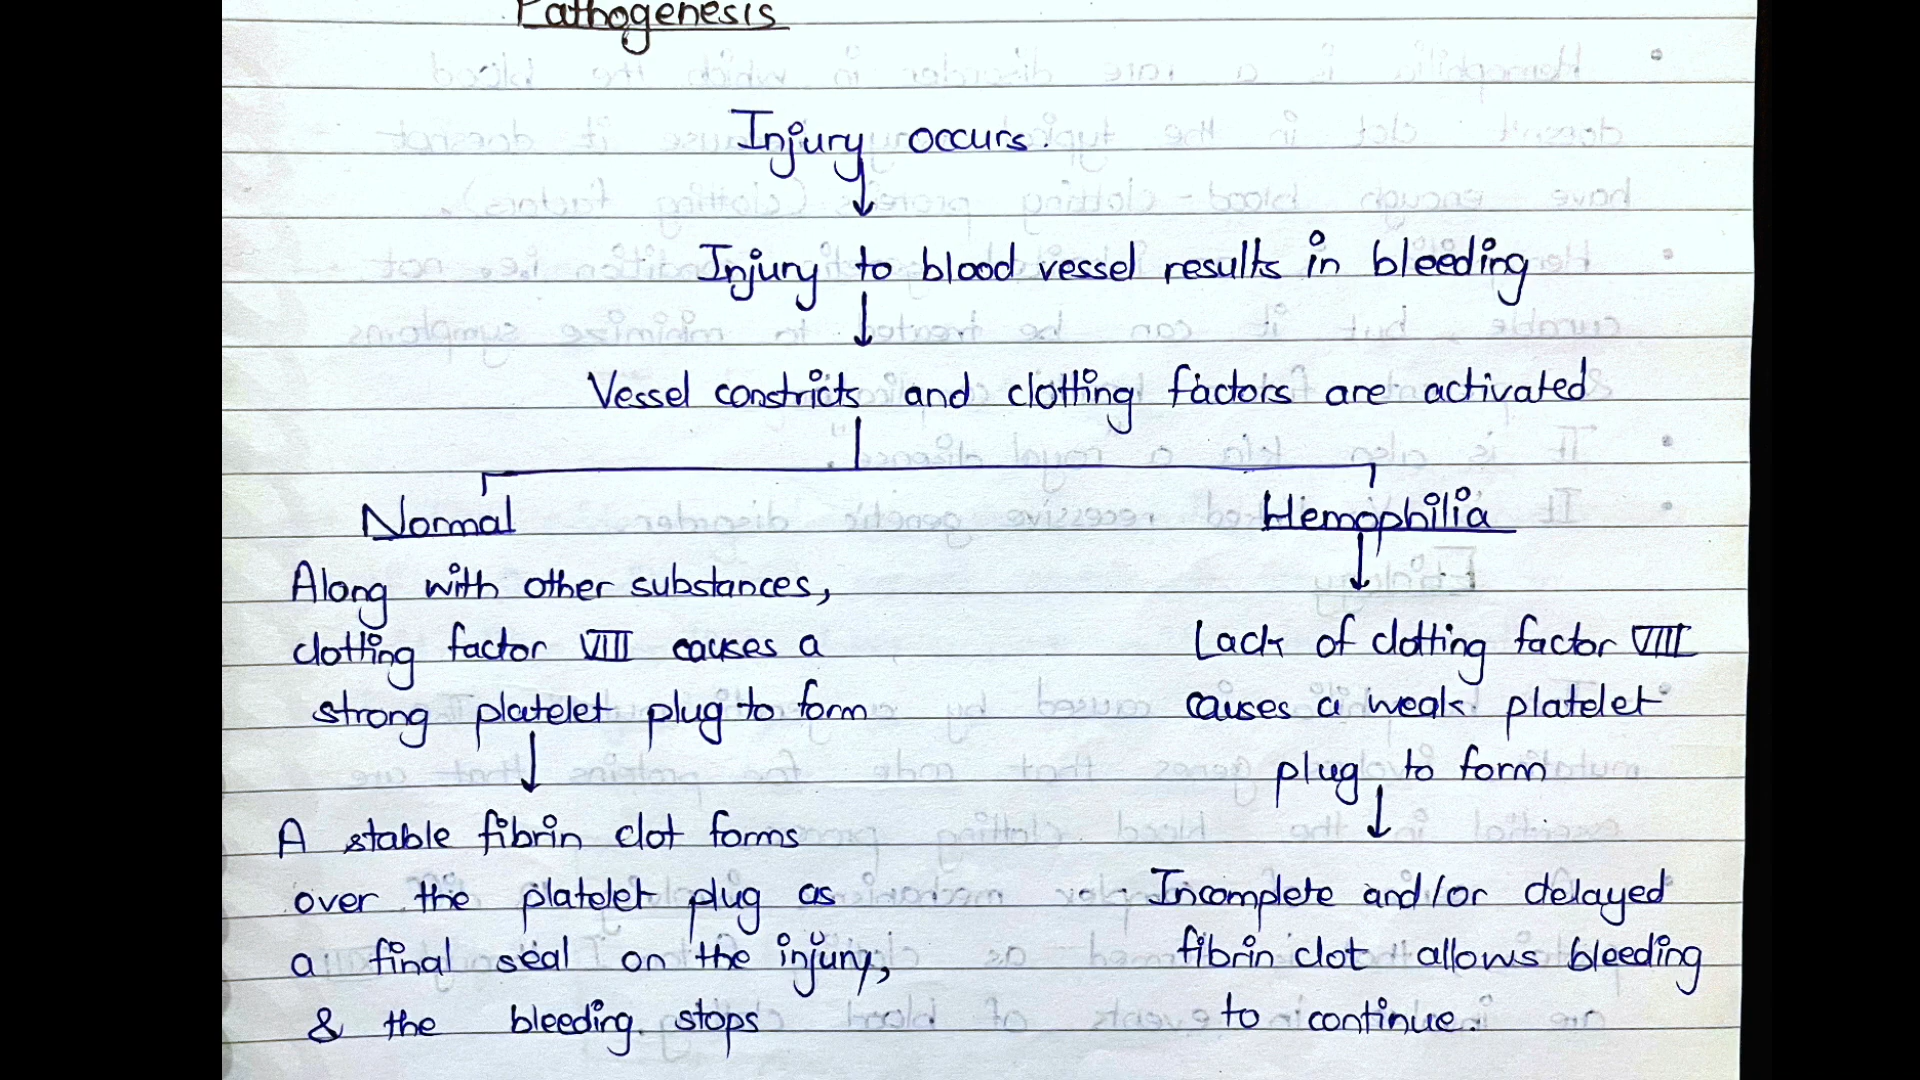 Pathogenesis
Injury occurs.
Injury to blood vessel results in bleeding
Vessel constricts and clotting factors are activated
Normal
Along with other substances,
clotting factor VIII causes a
strong platelet plug to form
A stable fibrin clot forms
over the platelet plug as
a final seal on the injury,
& the bleeding stops
Hemophilia
Lack of clotting factor VIII
causes a weak platelet
plug to form
Incomplete and/or delayed
fibrin clot allows bleeding
to continue.